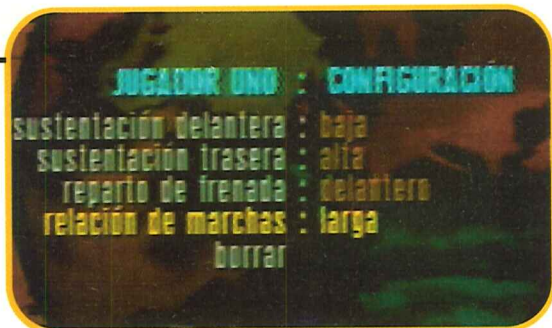 JUGADOR UNO : CONFIGURACIÓN
sustentación delantera : baja
sustentación trasera : alta
reparto de frenada : delantero
relación de marchas : larga
borrar